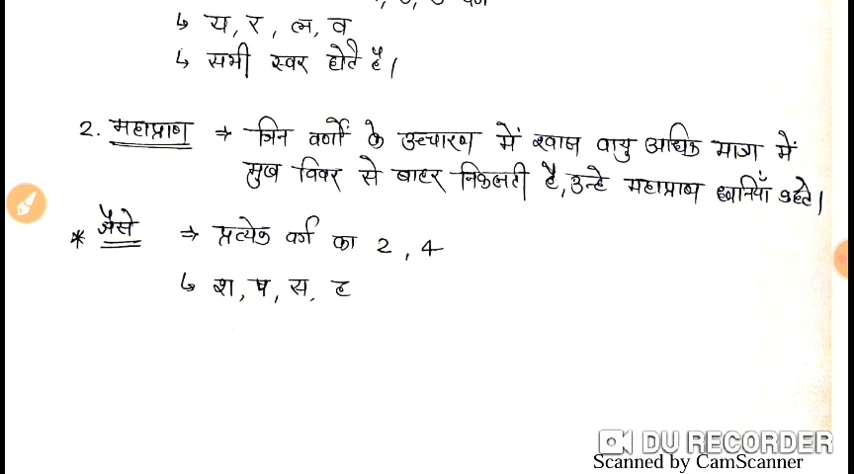 ↳ य, र, ल, व
↳ सभी स्वर होते है।
2. महाप्राण ⇒ जिन वर्णों के उच्चारण में श्वास वायु अधिक मात्रा में
मुख विवर से बाहर निकलती है, उन्हे महाप्राण ध्वनियाँ कहते।
* जैसे ⇒ प्रत्येक वर्ग का 2, 4
↳ श, ष, स, ह
DU RECORDER
Scanned by CamScanner